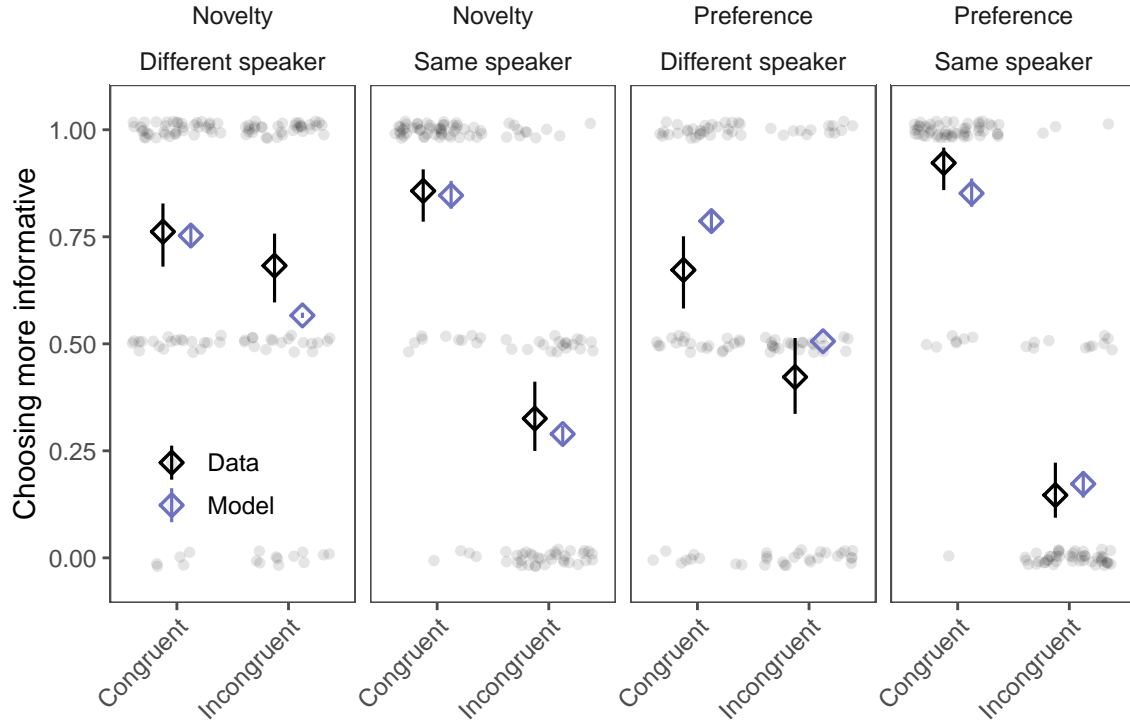 Novelty
Different speaker
Novelty
Same speaker
Preference
Different speaker
Preference
Same speaker
Choosing more informative
1.00
0.75
0.50
0.25
0.00
Data
Model
Congruent
Incongruent
Congruent
Incongruent
Congruent
Incongruent
Congruent
Incongruent